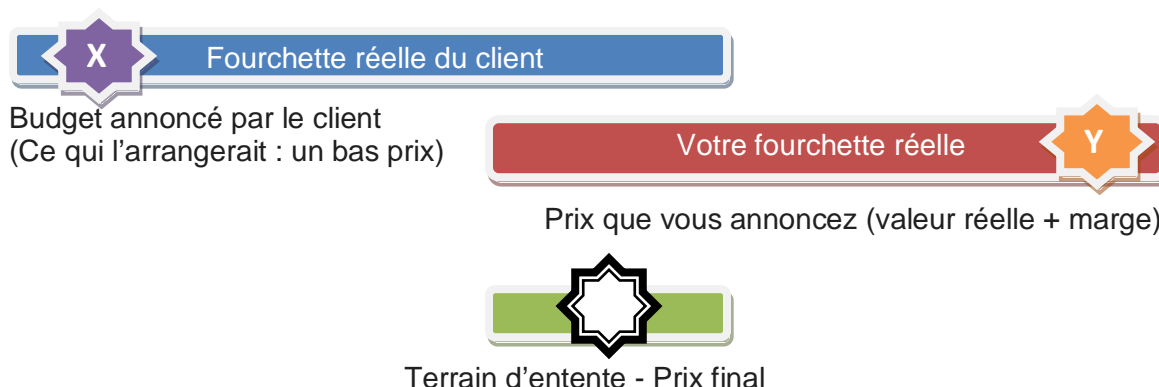 X
Fourchette réelle du client
Budget annoncé par le client
(Ce qui l’arrangerait : un bas prix)
Votre fourchette réelle
Y
Prix que vous annoncez (valeur réelle + marge)
Terrain d’entente - Prix final